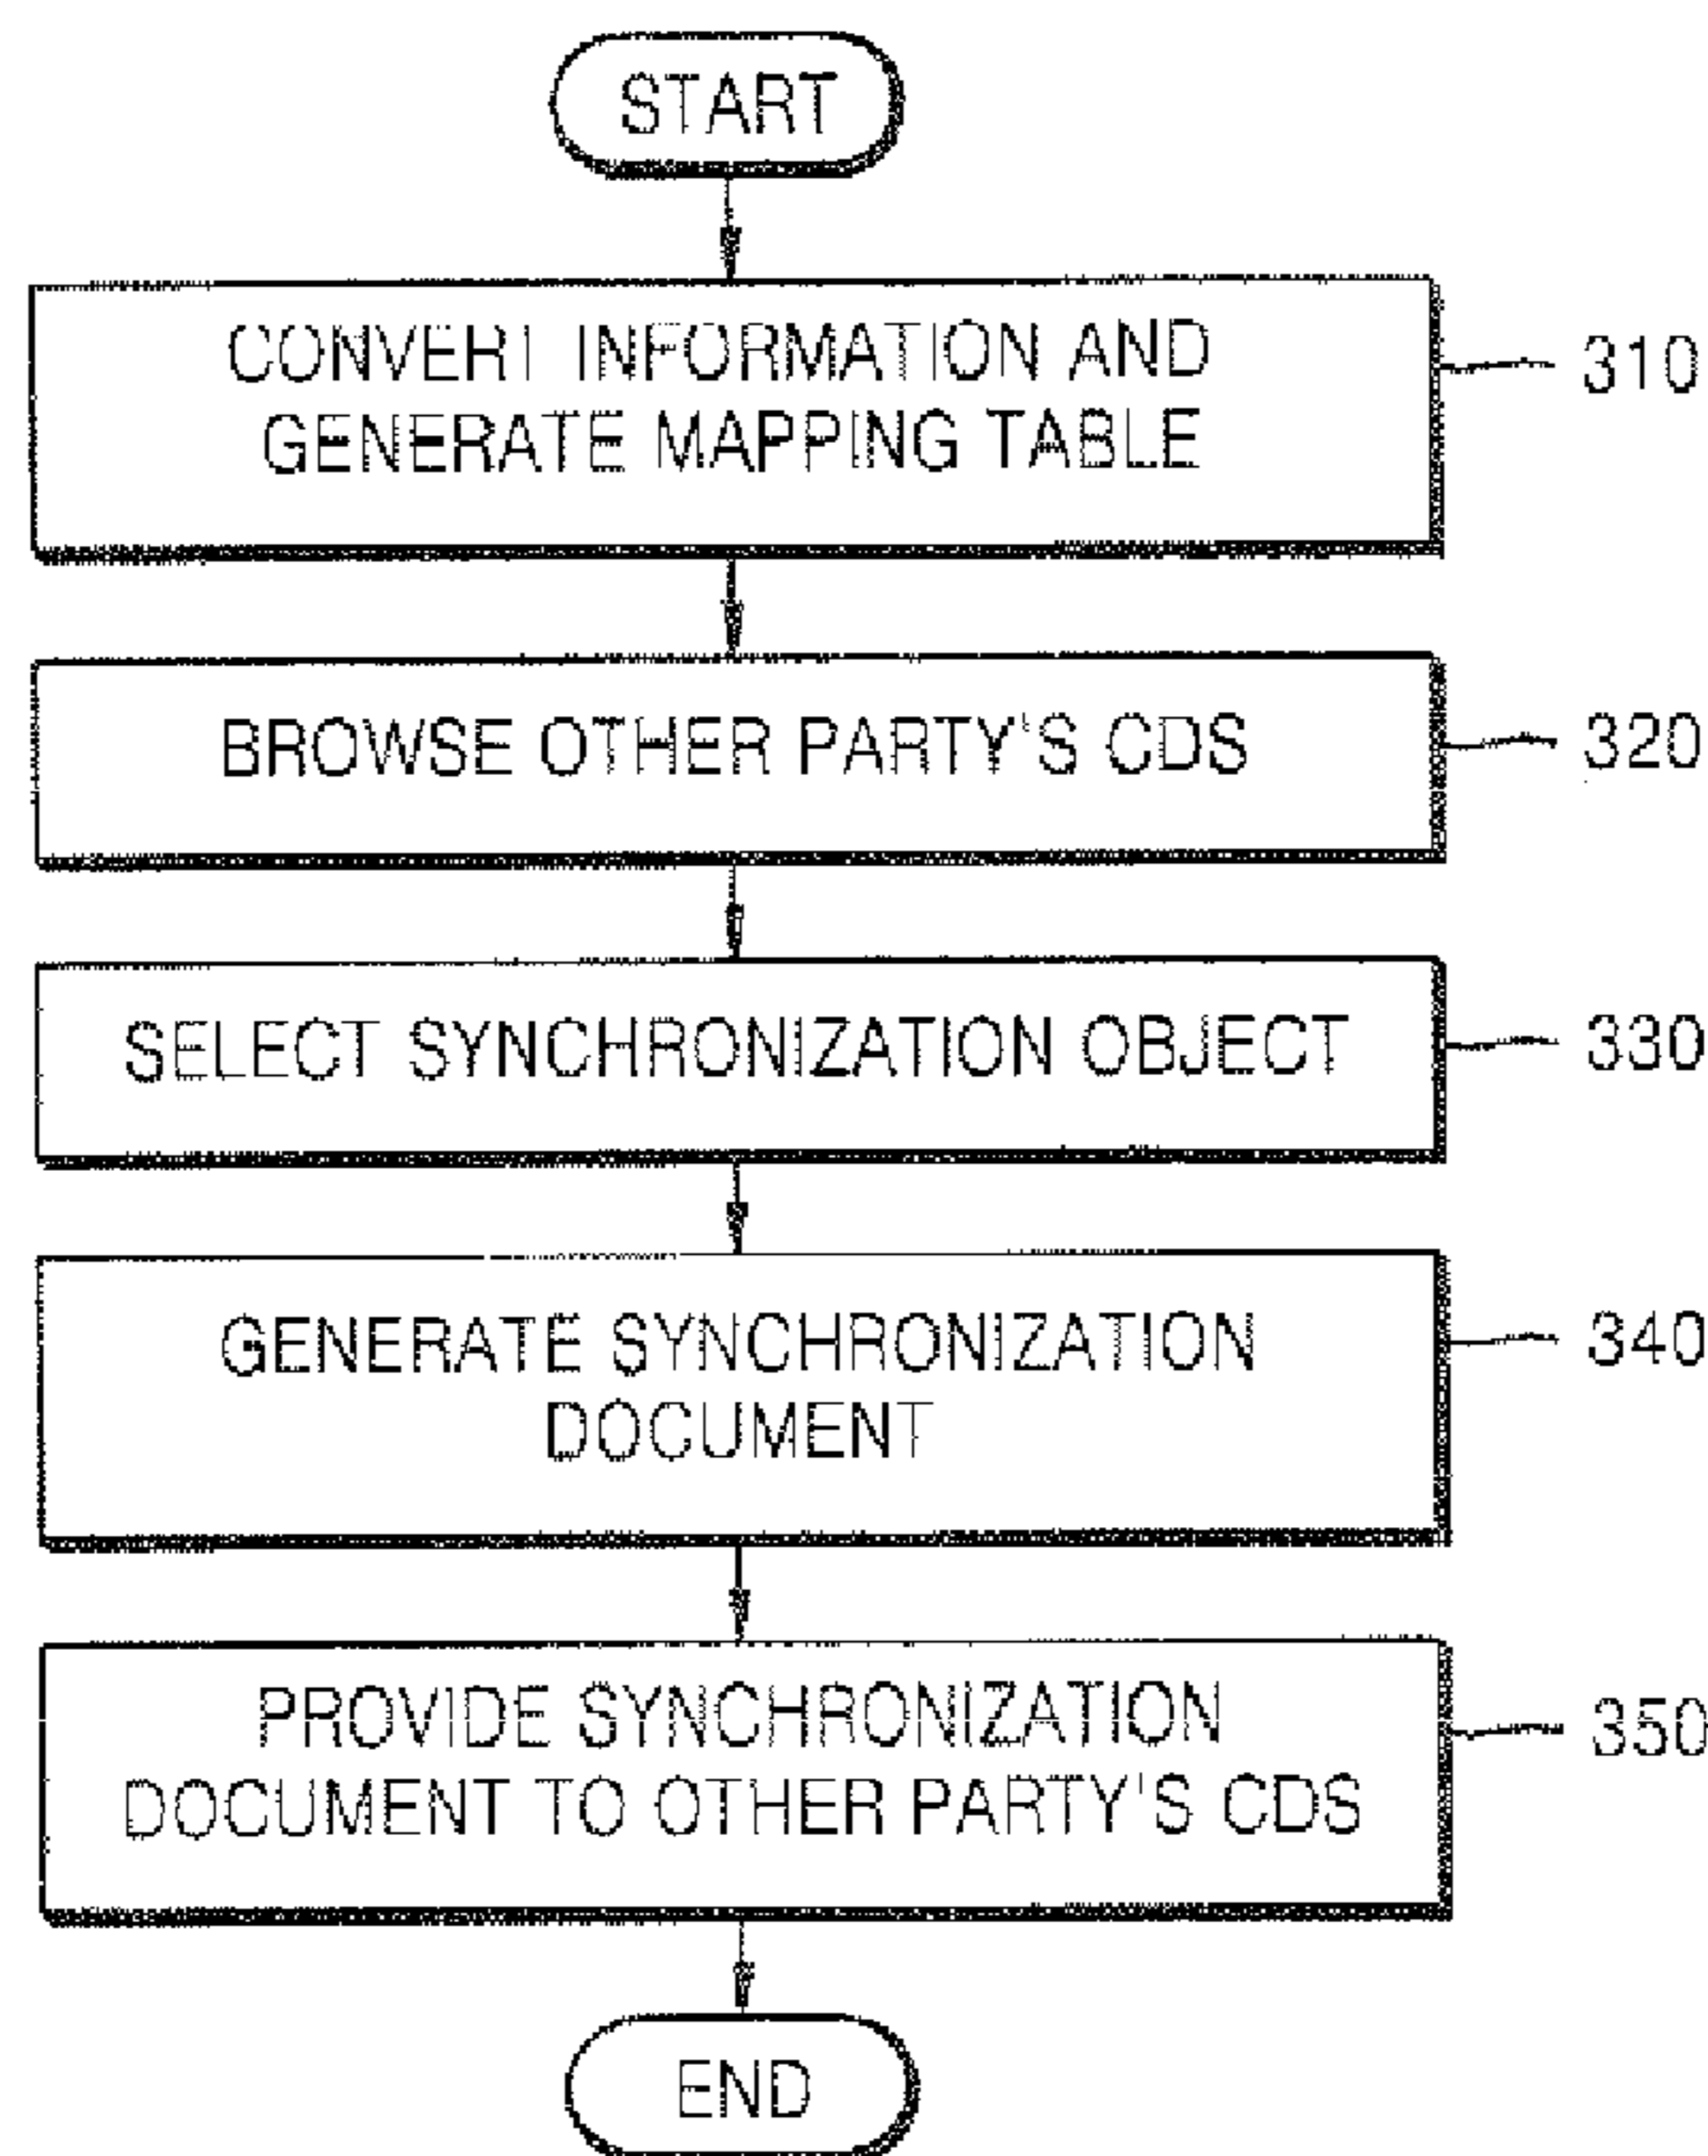 START
CONVERT INFORMATION AND
GENERATE MAPPING TABLE
310
BROWSE OTHER PARTY'S CDS
320
SELECT SYNCHRONIZATION OBJECT
330
GENERATE SYNCHRONIZATION
DOCUMENT
340
PROVIDE SYNCHRONIZATION
DOCUMENT TO OTHER PARTY'S CDS
350
END